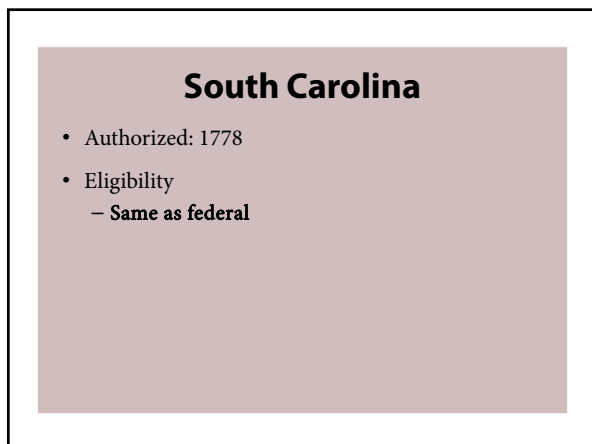 South Carolina
• Authorized: 1778
• Eligibility
– Same as federal